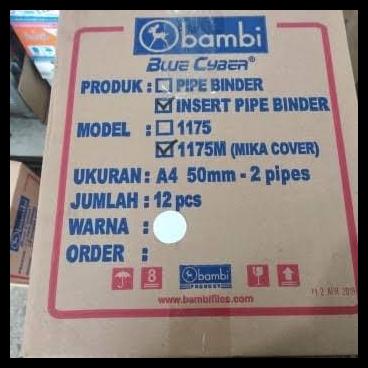 bambi
BLUE CYBER®
PRODUK : PIPE BINDER
INSERT PIPE BINDER
MODEL : 1175
1175M (MIKA COVER)
UKURAN : A4 50mm - 2 pipes
JUMLAH : 12 pcs
WARNA :
ORDER :
8
bambi
www.bambifiles.com